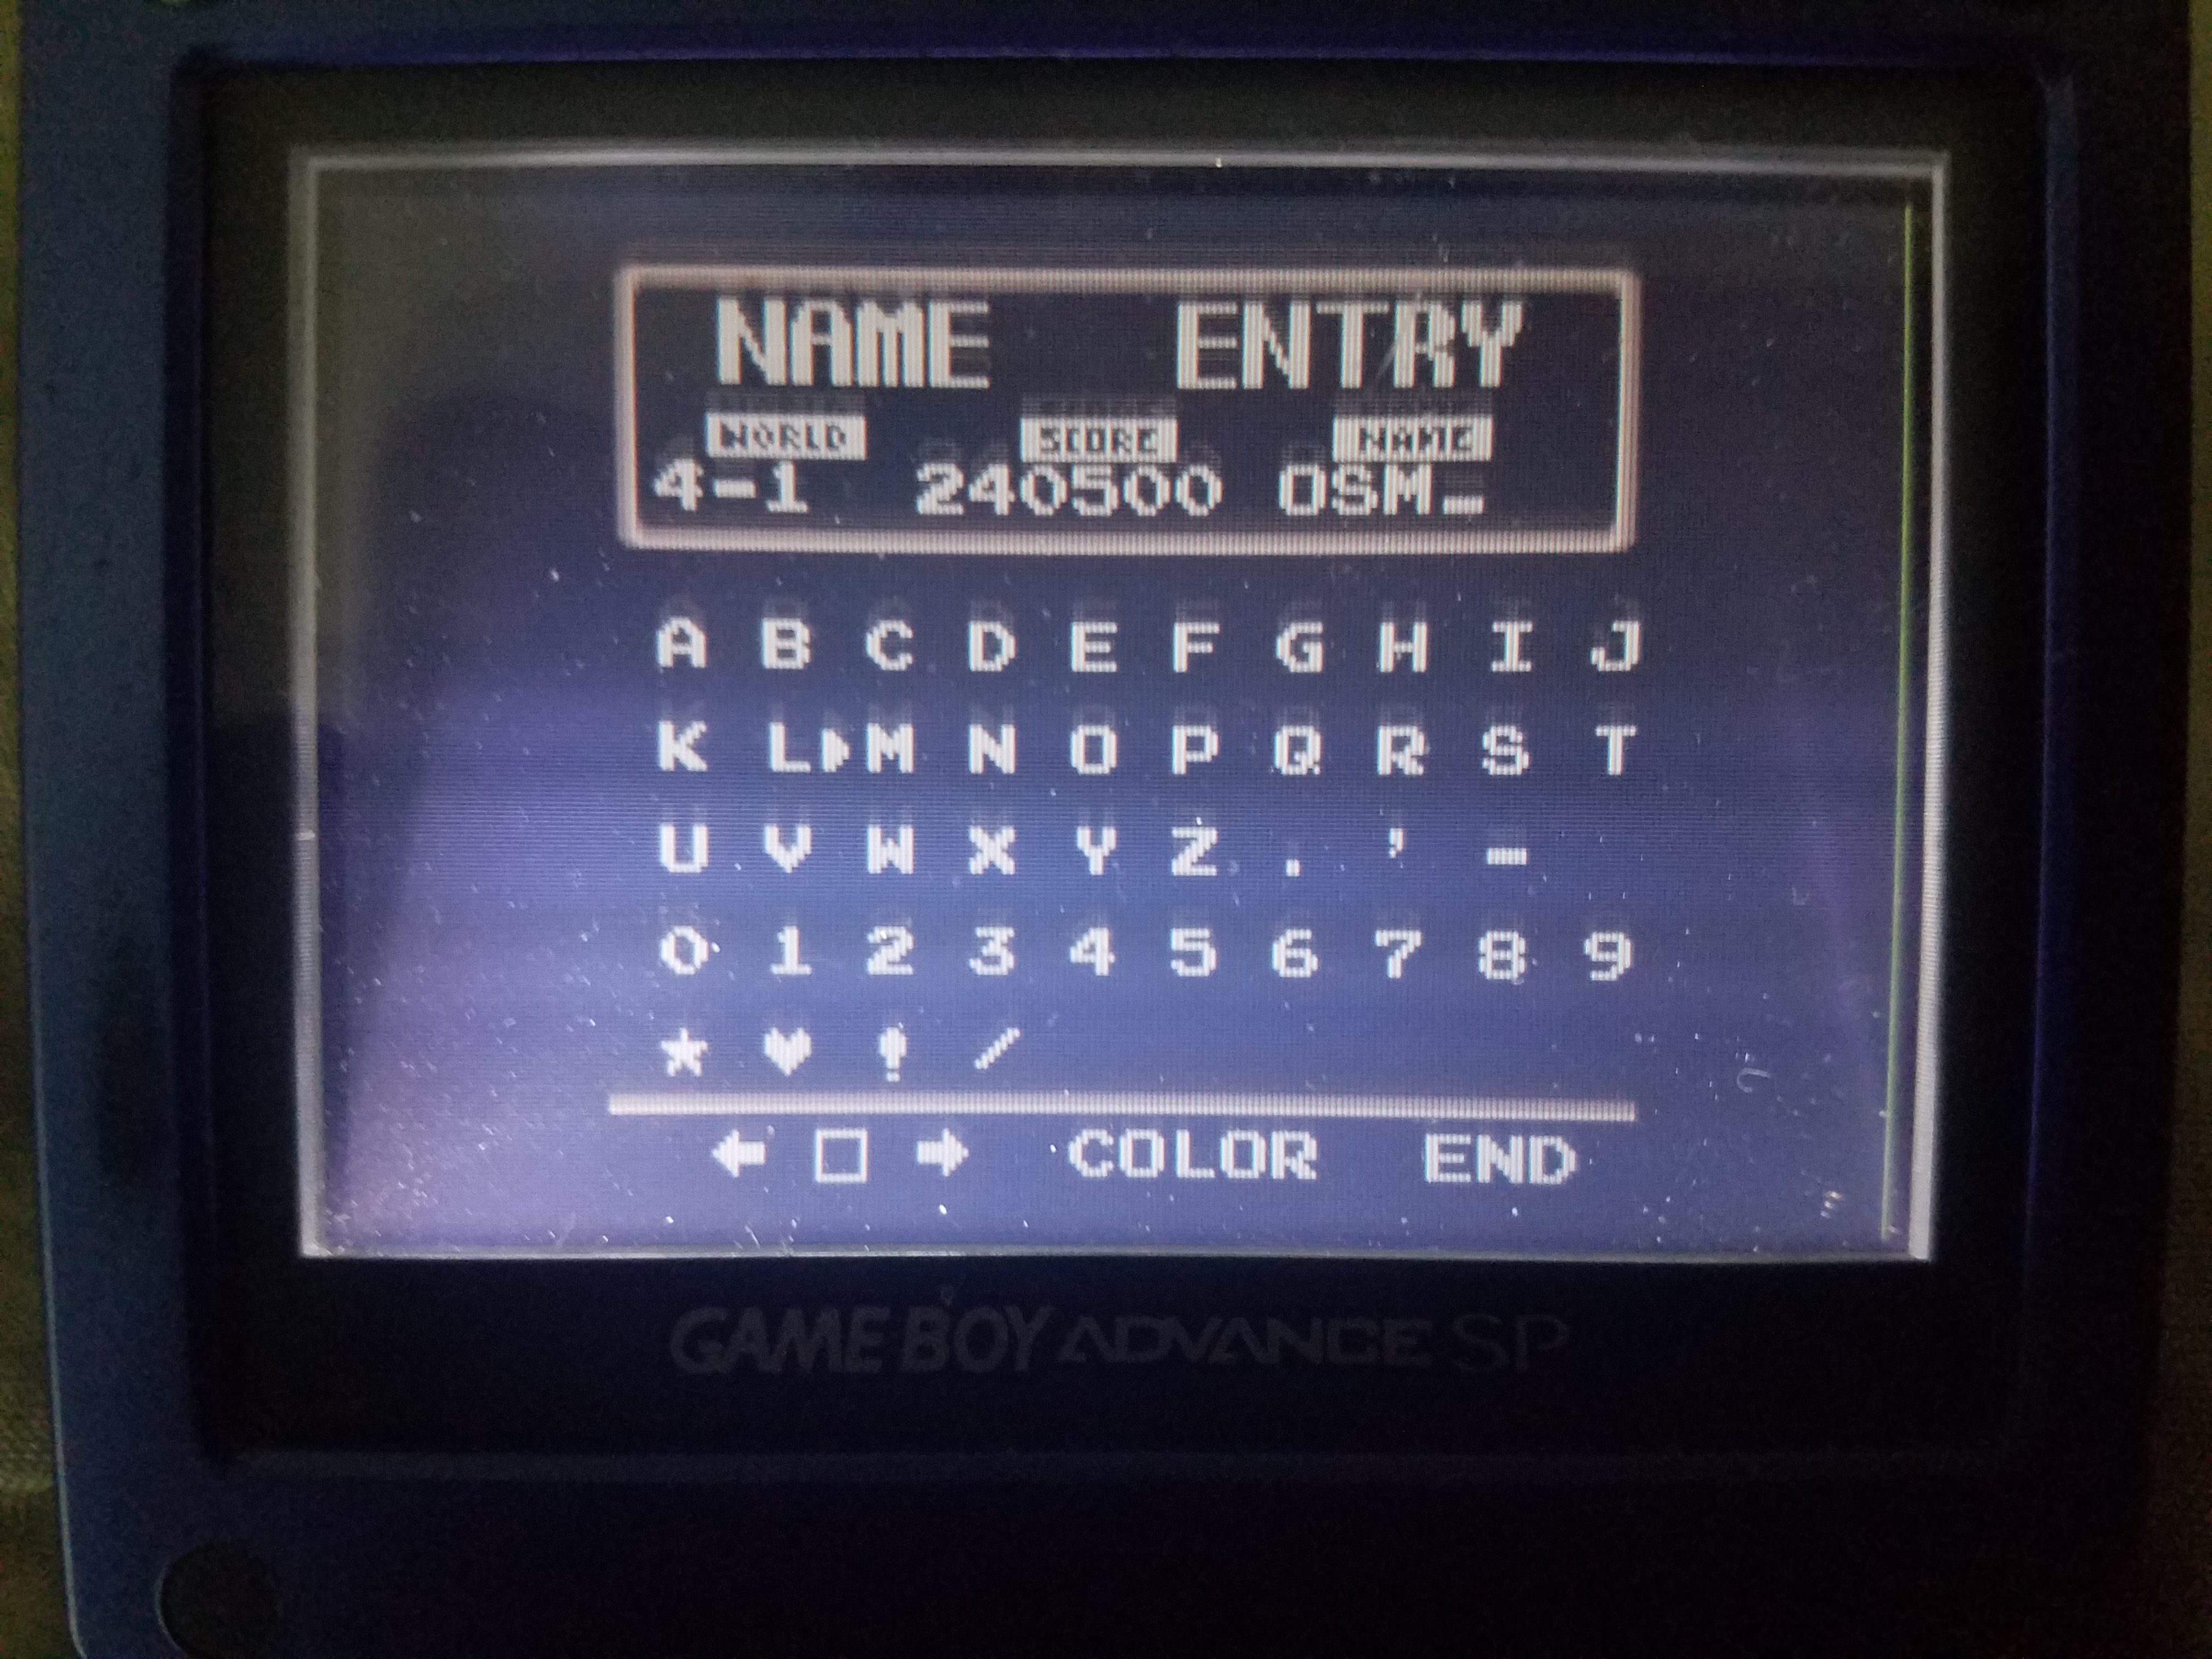 NAME ENTRY
WORLD SCORE NAME
4-1 240500 OSM_
A B C D E F G H I J
K L M N O P Q R S T
U V W X Y Z . ' -
0 1 2 3 4 5 6 7 8 9
★ ♥ ! /
← □ → COLOR END
GAME BOY ADVANCE SP